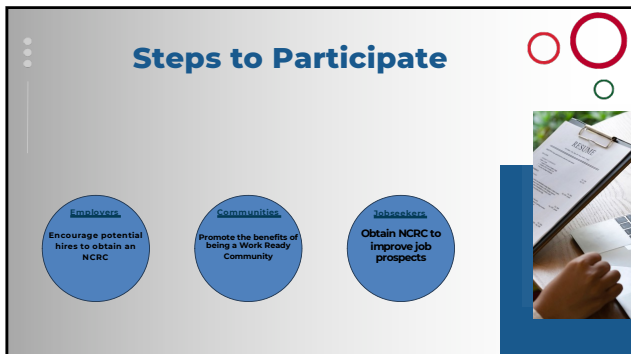 Steps to Participate
Employers
Encourage potential
hires to obtain an
NCRC
Communities
Promote the benefits of
being a Work Ready
Community
Jobseekers
Obtain NCRC to
improve job
prospects
RESUME